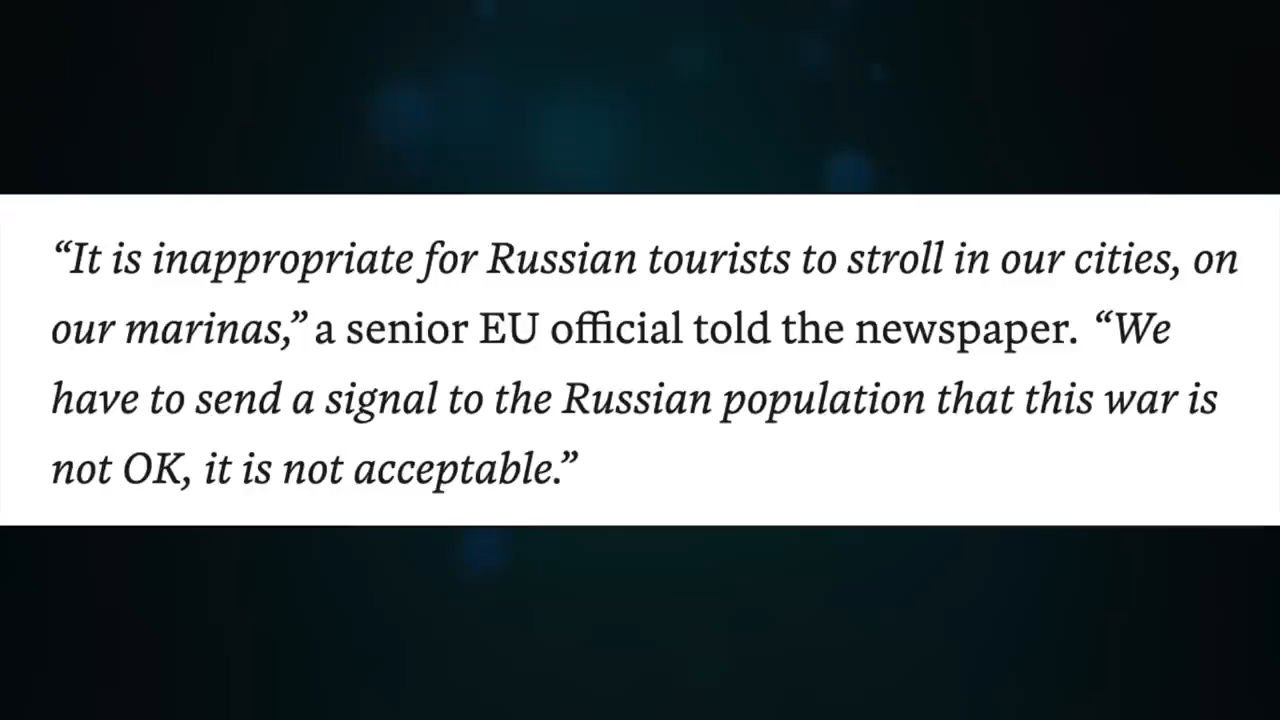 “It is inappropriate for Russian tourists to stroll in our cities, on
our marinas,” a senior EU official told the newspaper. “We
have to send a signal to the Russian population that this war is
not OK, it is not acceptable.”